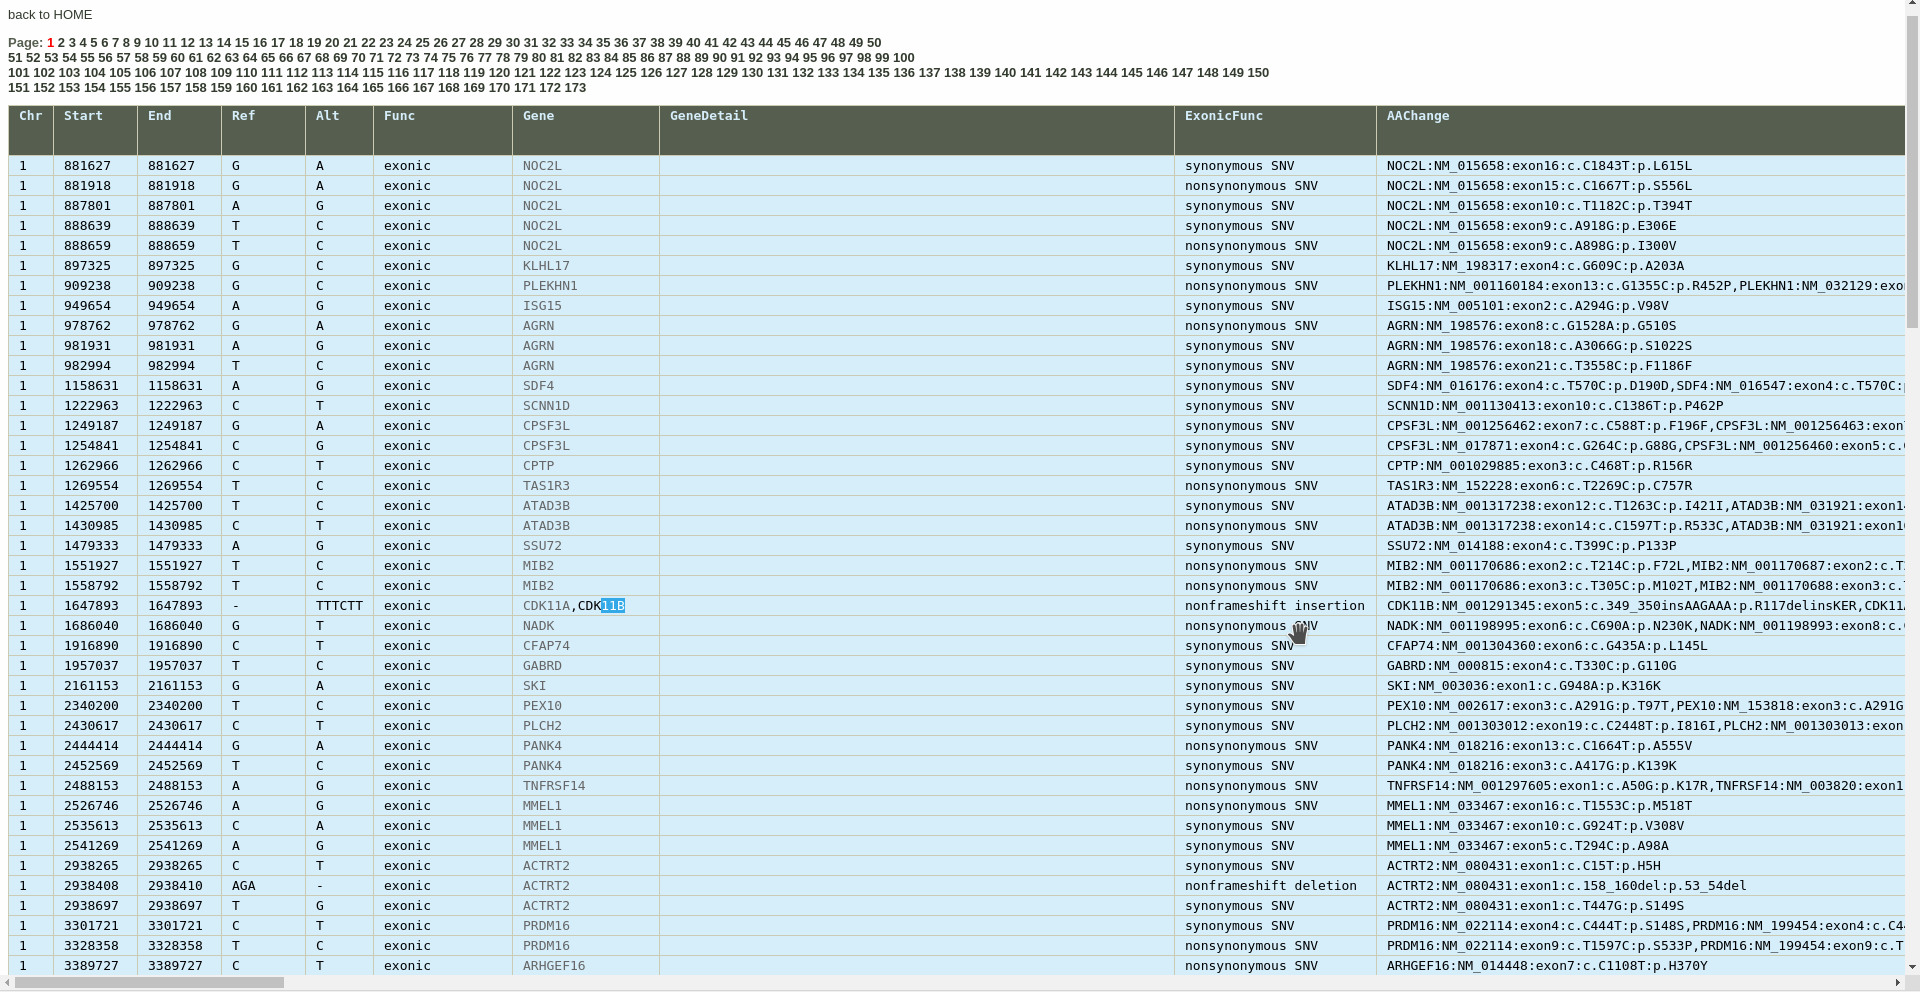 back to HOME
Page: 1 2 3 4 5 6 7 8 9 10 11 12 13 14 15 16 17 18 19 20 21 22 23 24 25 26 27 28 29 30 31 32 33 34 35 36 37 38 39 40 41 42 43 44 45 46 47 48 49 50
51 52 53 54 55 56 57 58 59 60 61 62 63 64 65 66 67 68 69 70 71 72 73 74 75 76 77 78 79 80 81 82 83 84 85 86 87 88 89 90 91 92 93 94 95 96 97 98 99 100
101 102 103 104 105 106 107 108 109 110 111 112 113 114 115 116 117 118 119 120 121 122 123 124 125 126 127 128 129 130 131 132 133 134 135 136 137 138 139 140 141 142 143 144 145 146 147 148 149 150
151 152 153 154 155 156 157 158 159 160 161 162 163 164 165 166 167 168 169 170 171 172 173
Chr Start End Ref Alt Func Gene GeneDetail ExonicFunc AAChange
1 881627 881627 G A exonic NOC2L synonymous SNV NOC2L:NM_015658:exon16:c.C1843T:p.L615L
1 881918 881918 G A exonic NOC2L nonsynonymous SNV NOC2L:NM_015658:exon15:c.C1667T:p.S556L
1 887801 887801 A G exonic NOC2L synonymous SNV NOC2L:NM_015658:exon10:c.T1182C:p.T394T
1 888639 888639 T C exonic NOC2L synonymous SNV NOC2L:NM_015658:exon9:c.A918G:p.E306E
1 888659 888659 T C exonic NOC2L nonsynonymous SNV NOC2L:NM_015658:exon9:c.A898G:p.I300V
1 897325 897325 G C exonic KLHL17 synonymous SNV KLHL17:NM_198317:exon4:c.G609C:p.A203A
1 909238 909238 G C exonic PLEKHN1 nonsynonymous SNV PLEKHN1:NM_001160184:exon13:c.G1355C:p.R452P,PLEKHN1:NM_032129:exo
1 949654 949654 A G exonic ISG15 synonymous SNV ISG15:NM_005101:exon2:c.A294G:p.V98V
1 978762 978762 G A exonic AGRN nonsynonymous SNV AGRN:NM_198576:exon8:c.G1528A:p.G510S
1 981931 981931 A G exonic AGRN synonymous SNV AGRN:NM_198576:exon18:c.A3066G:p.S1022S
1 982994 982994 T C exonic AGRN synonymous SNV AGRN:NM_198576:exon21:c.T3558C:p.F1186F
1 1158631 1158631 A G exonic SDF4 synonymous SNV SDF4:NM_016176:exon4:c.T570C:p.D190D,SDF4:NM_016547:exon4:c.T570C:
1 1222963 1222963 C T exonic SCNN1D synonymous SNV SCNN1D:NM_001130413:exon10:c.C1386T:p.P462P
1 1249187 1249187 G A exonic CPSF3L synonymous SNV CPSF3L:NM_001256462:exon7:c.C588T:p.F196F,CPSF3L:NM_001256463:exon
1 1254841 1254841 C G exonic CPSF3L synonymous SNV CPSF3L:NM_017871:exon4:c.G264C:p.G88G,CPSF3L:NM_001256460:exon5:c.
1 1262966 1262966 C T exonic CPTP synonymous SNV CPTP:NM_001029885:exon3:c.C468T:p.R156R
1 1269554 1269554 T C exonic TAS1R3 nonsynonymous SNV TAS1R3:NM_152228:exon6:c.T2269C:p.C757R
1 1425700 1425700 T C exonic ATAD3B synonymous SNV ATAD3B:NM_001317238:exon12:c.T1263C:p.I421I,ATAD3B:NM_031921:exon1
1 1430985 1430985 C T exonic ATAD3B nonsynonymous SNV ATAD3B:NM_001317238:exon14:c.C1597T:p.R533C,ATAD3B:NM_031921:exon1
1 1479333 1479333 A G exonic SSU72 synonymous SNV SSU72:NM_014188:exon4:c.T399C:p.P133P
1 1551927 1551927 T C exonic MIB2 nonsynonymous SNV MIB2:NM_001170686:exon2:c.T214C:p.F72L,MIB2:NM_001170687:exon2:c.T
1 1558792 1558792 T C exonic MIB2 nonsynonymous SNV MIB2:NM_001170686:exon3:c.T305C:p.M102T,MIB2:NM_001170688:exon3:c.
1 1647893 1647893 - TTTCTT exonic CDK11A,CDK11B nonframeshift insertion CDK11B:NM_001291345:exon5:c.349_350insAAGAAA:p.R117delinsKER,CDK11
1 1686040 1686040 G T exonic NADK nonsynonymous SNV NADK:NM_001198995:exon6:c.C690A:p.N230K,NADK:NM_001198993:exon8:c.
1 1916890 1916890 C T exonic CFAP74 synonymous SNV CFAP74:NM_001304360:exon6:c.G435A:p.L145L
1 1957037 1957037 T C exonic GABRD synonymous SNV GABRD:NM_000815:exon4:c.T330C:p.G110G
1 2161153 2161153 G A exonic SKI synonymous SNV SKI:NM_003036:exon1:c.G948A:p.K316K
1 2340200 2340200 T C exonic PEX10 synonymous SNV PEX10:NM_002617:exon3:c.A291G:p.T97T,PEX10:NM_153818:exon3:c.A291G
1 2430617 2430617 C T exonic PLCH2 synonymous SNV PLCH2:NM_001303012:exon19:c.C2448T:p.I816I,PLCH2:NM_001303013:exon
1 2444414 2444414 G A exonic PANK4 nonsynonymous SNV PANK4:NM_018216:exon13:c.C1664T:p.A555V
1 2452569 2452569 T C exonic PANK4 synonymous SNV PANK4:NM_018216:exon3:c.A417G:p.K139K
1 2488153 2488153 A G exonic TNFRSF14 nonsynonymous SNV TNFRSF14:NM_001297605:exon1:c.A50G:p.K17R,TNFRSF14:NM_003820:exon1
1 2526746 2526746 A G exonic MMEL1 nonsynonymous SNV MMEL1:NM_033467:exon16:c.T1553C:p.M518T
1 2535613 2535613 C A exonic MMEL1 synonymous SNV MMEL1:NM_033467:exon10:c.G924T:p.V308V
1 2541269 2541269 A G exonic MMEL1 synonymous SNV MMEL1:NM_033467:exon5:c.T294C:p.A98A
1 2938265 2938265 C T exonic ACTRT2 synonymous SNV ACTRT2:NM_080431:exon1:c.C15T:p.H5H
1 2938408 2938410 AGA - exonic ACTRT2 nonframeshift deletion ACTRT2:NM_080431:exon1:c.158_160del:p.53_54del
1 2938697 2938697 T G exonic ACTRT2 synonymous SNV ACTRT2:NM_080431:exon1:c.T447G:p.S149S
1 3301721 3301721 C T exonic PRDM16 synonymous SNV PRDM16:NM_022114:exon4:c.C444T:p.S148S,PRDM16:NM_199454:exon4:c.C4
1 3328358 3328358 T C exonic PRDM16 nonsynonymous SNV PRDM16:NM_022114:exon9:c.T1597C:p.S533P,PRDM16:NM_199454:exon9:c.T
1 3389727 3389727 C T exonic ARHGEF16 nonsynonymous SNV ARHGEF16:NM_014448:exon7:c.C1108T:p.H370Y